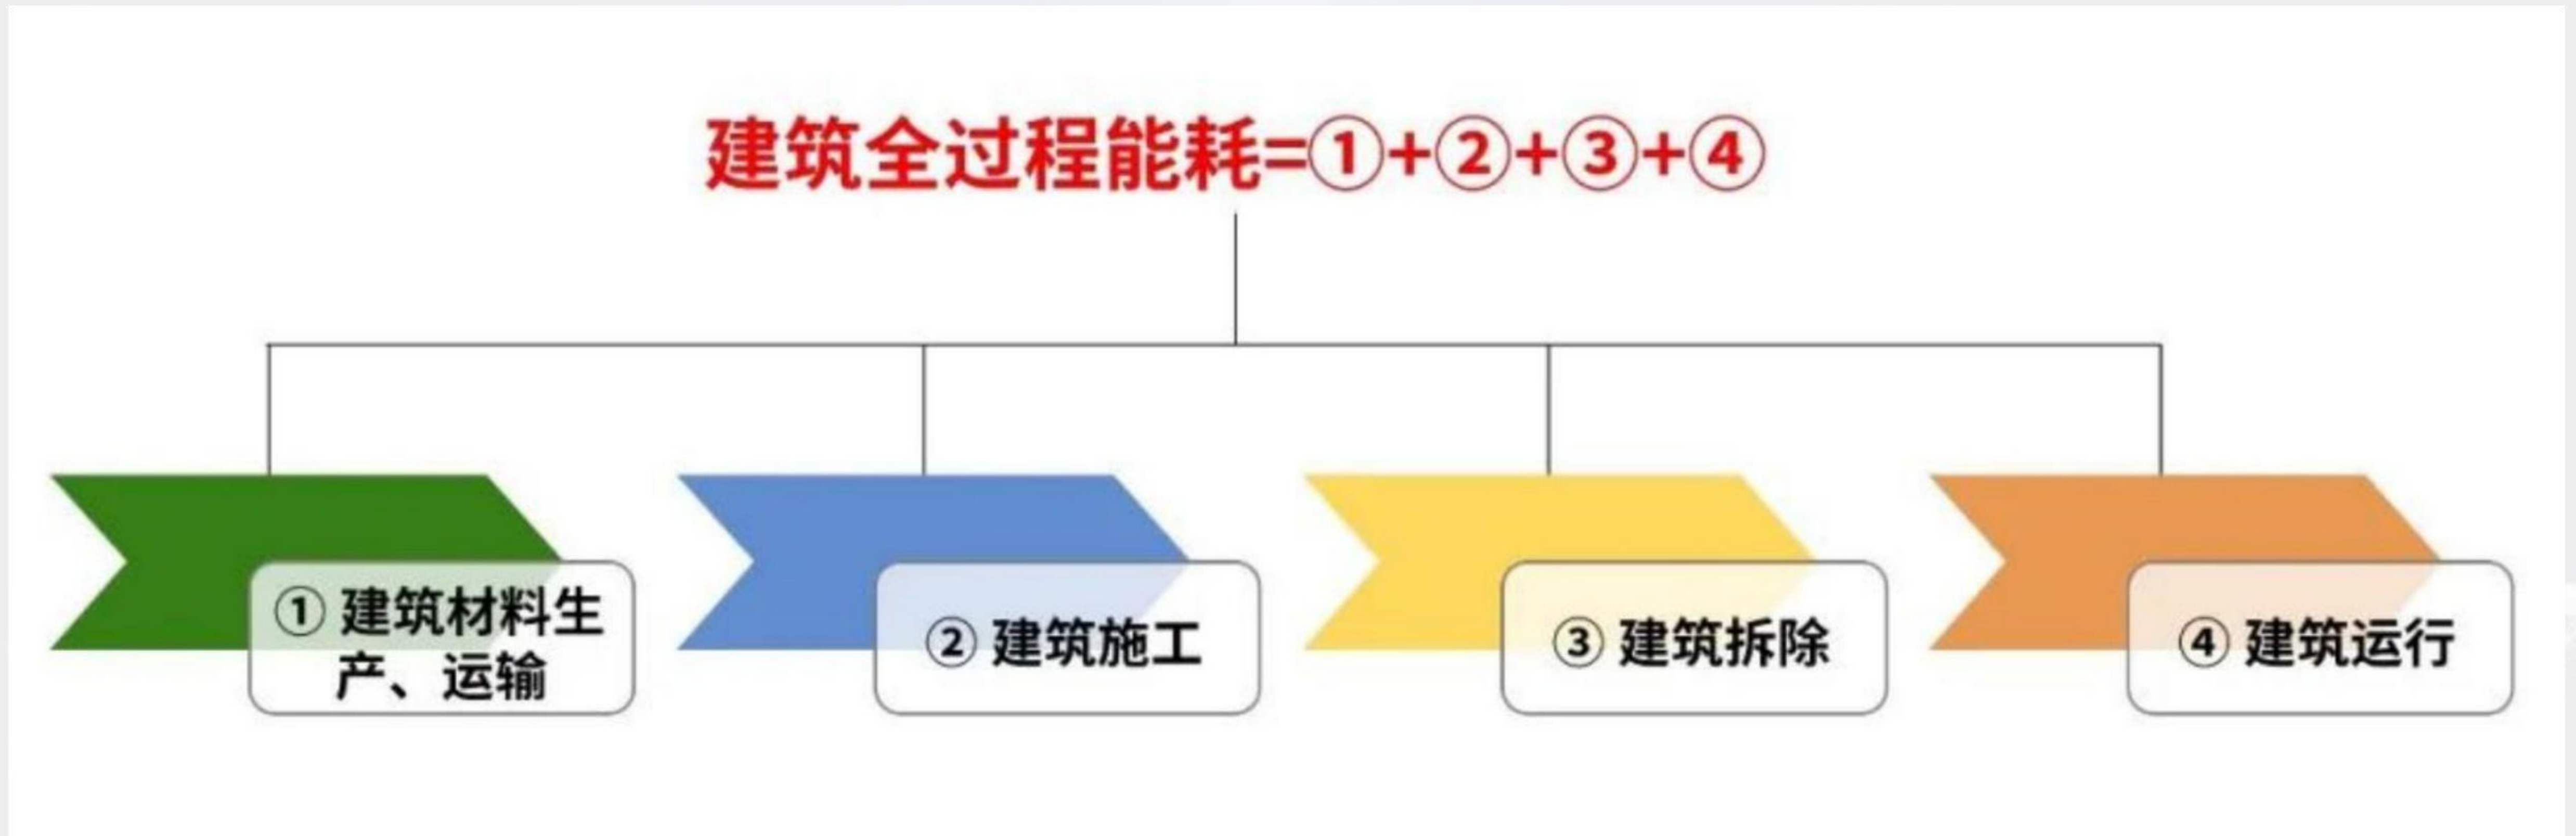 建筑全过程能耗=①+②+③+④
① 建筑材料生
产、运输
② 建筑施工
③ 建筑拆除
④ 建筑运行